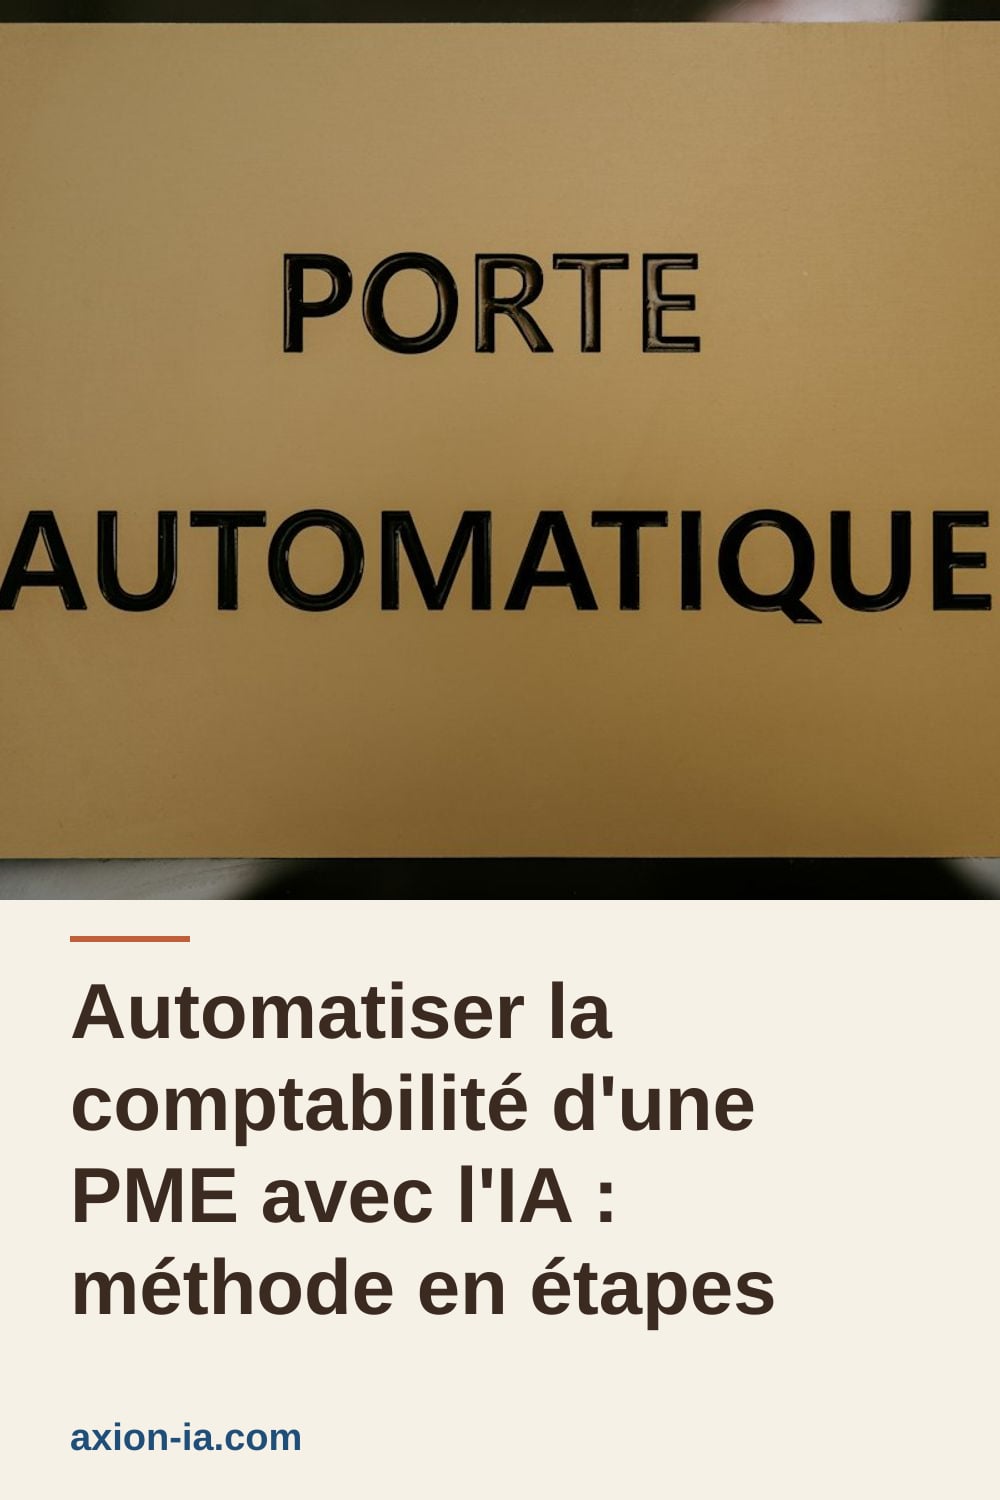 PORTE
AUTOMATIQUE
Automatiser la
comptabilité d'une
PME avec l'IA :
méthode en étapes
axion-ia.com